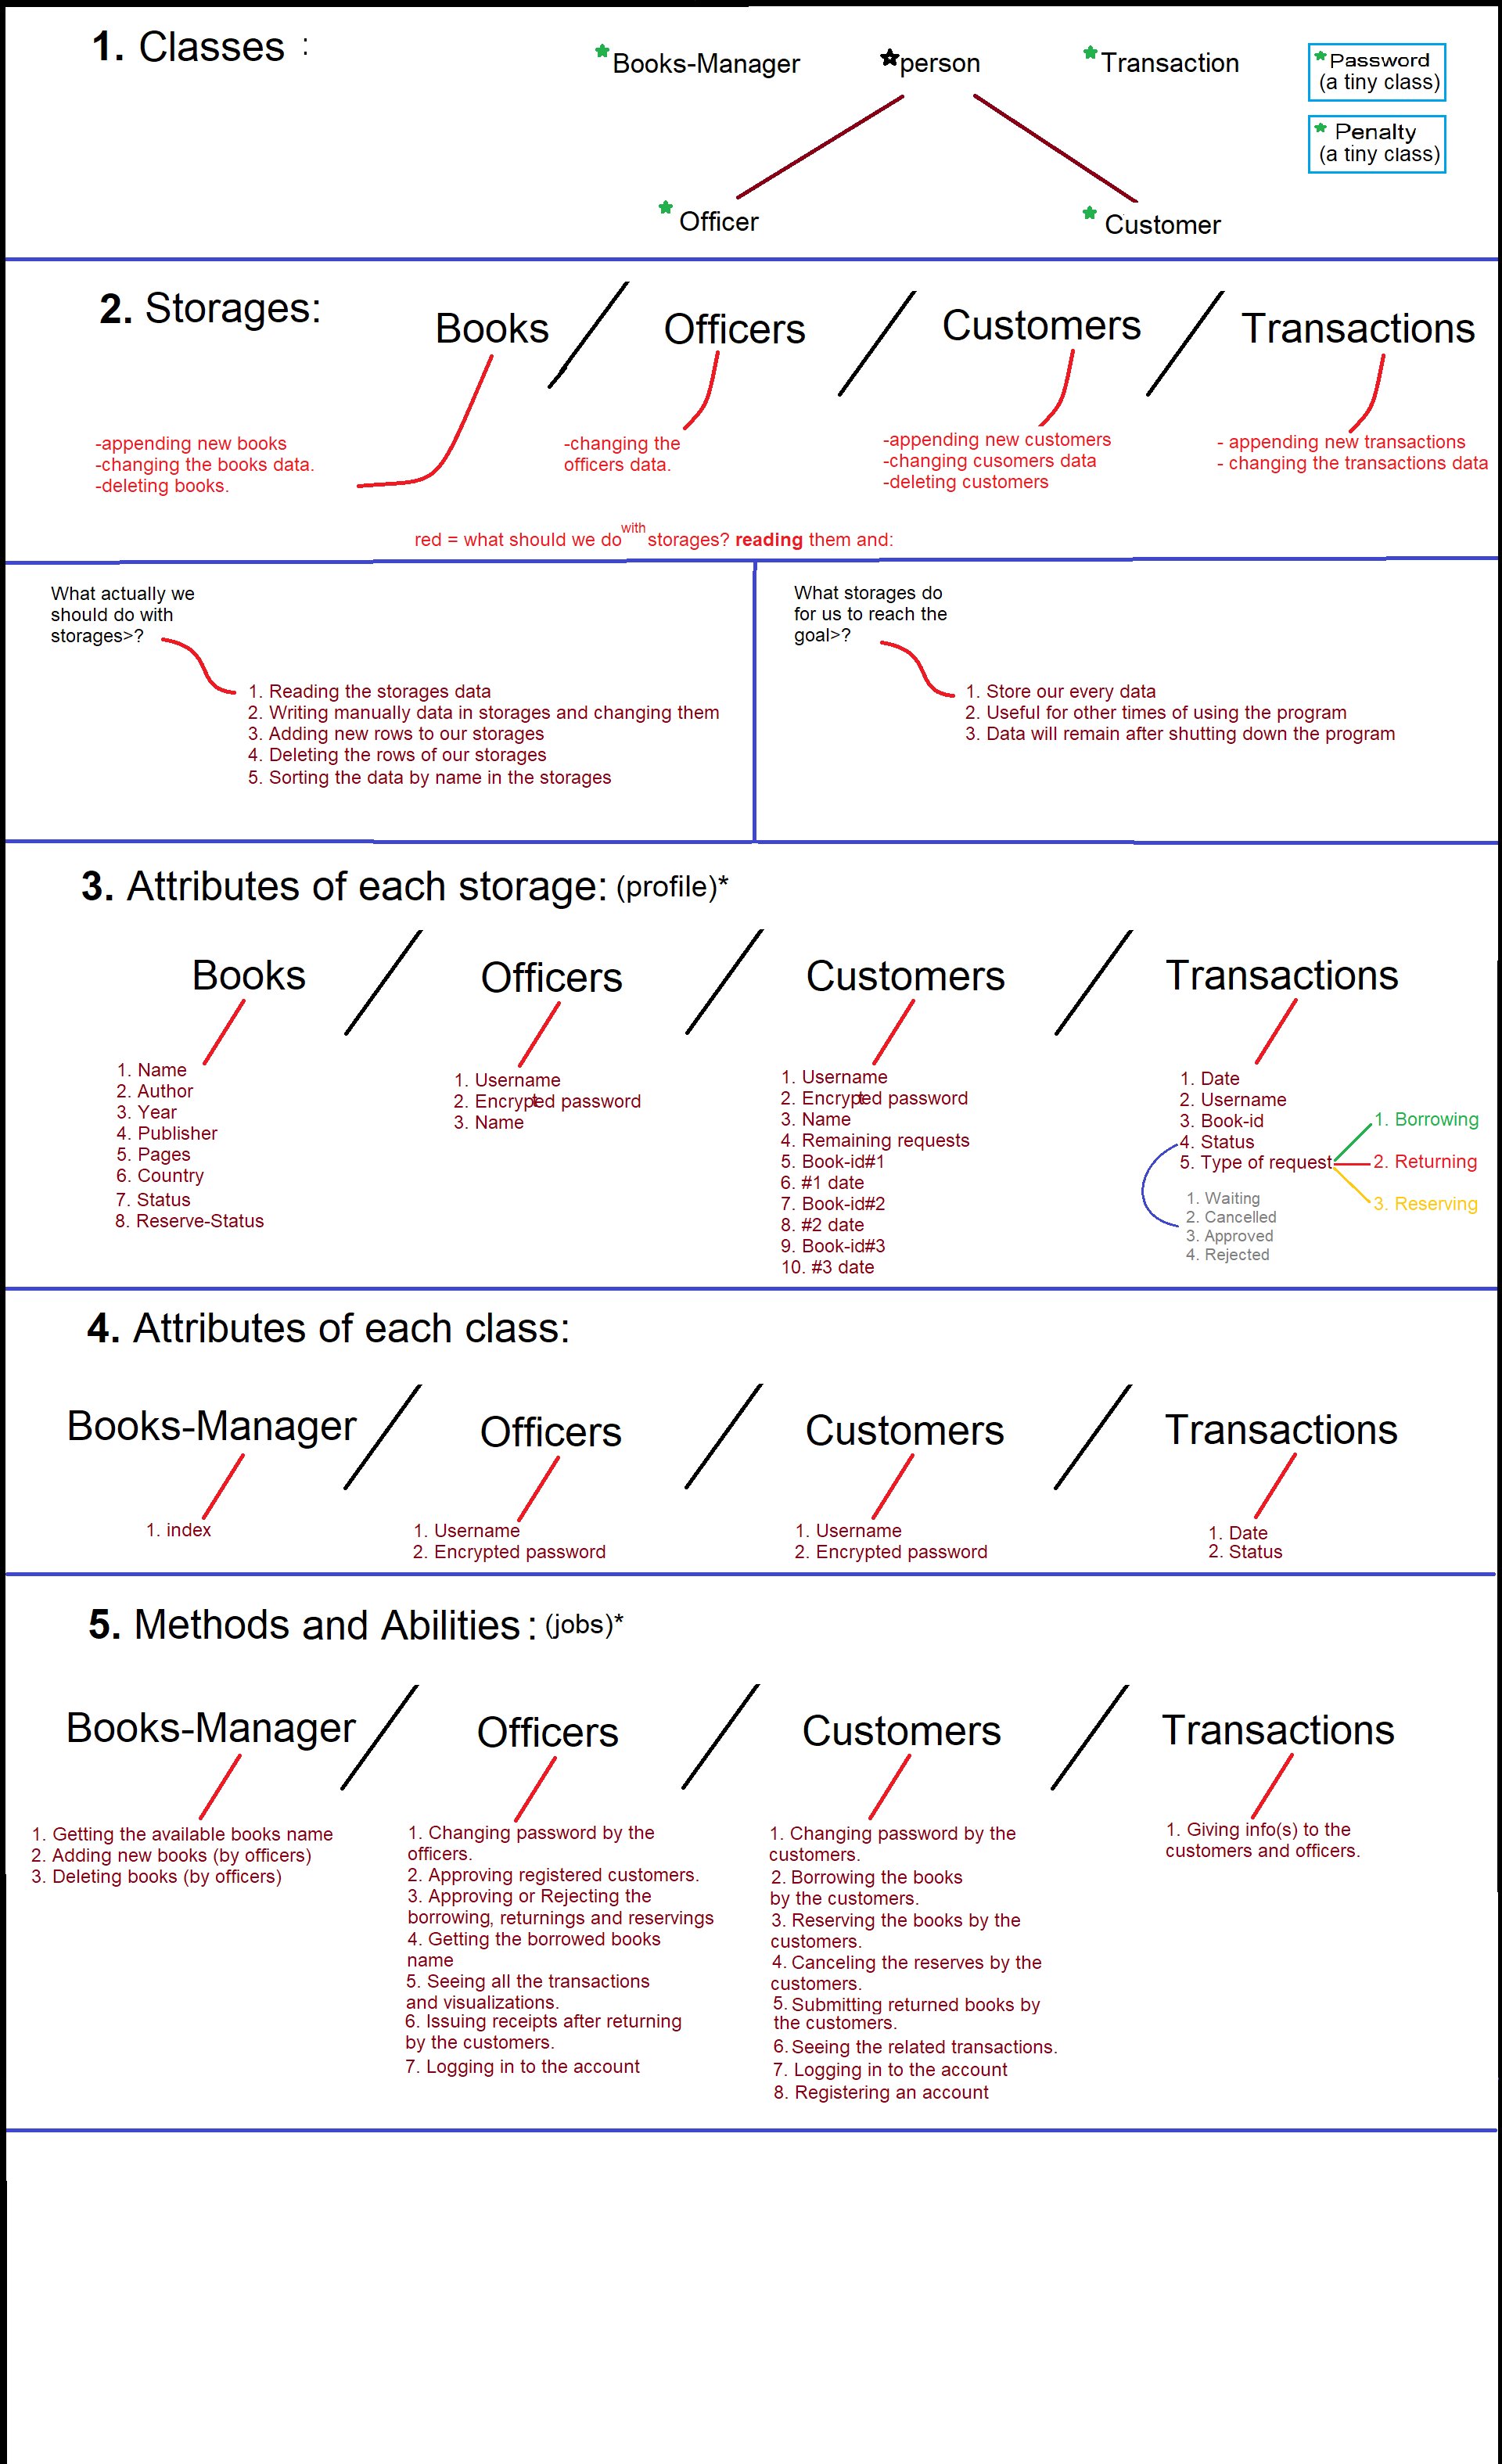 1. Classes :
Books-Manager
person
Transaction
Password
(a tiny class)
Penalty
(a tiny class)
Officer
Customer
2. Storages:
Books
Officers
Customers
Transactions
-appending new books
-changing the books data.
-deleting books.
-changing the
officers data.
-appending new customers
-changing cusomers data
-deleting customers
- appending new transactions
- changing the transactions data
red = what should we do with storages? reading them and:
What actually we
should do with
storages>?
1. Reading the storages data
2. Writing manually data in storages and changing them
3. Adding new rows to our storages
4. Deleting the rows of our storages
5. Sorting the data by name in the storages
What storages do
for us to reach the
goal>?
1. Store our every data
2. Useful for other times of using the program
3. Data will remain after shutting down the program
3. Attributes of each storage: (profile)*
Books
Officers
Customers
Transactions
1. Name
2. Author
3. Year
4. Publisher
5. Pages
6. Country
7. Status
8. Reserve-Status
1. Username
2. Encrypted password
3. Name
1. Username
2. Encrypted password
3. Name
4. Remaining requests
5. Book-id#1
6. #1 date
7. Book-id#2
8. #2 date
9. Book-id#3
10. #3 date
1. Date
2. Username
3. Book-id
4. Status
5. Type of request
1. Borrowing
2. Returning
3. Reserving
1. Waiting
2. Cancelled
3. Approved
4. Rejected
4. Attributes of each class:
Books-Manager
Officers
Customers
Transactions
1. index
1. Username
2. Encrypted password
1. Username
2. Encrypted password
1. Date
2. Status
5. Methods and Abilities : (jobs)*
Books-Manager
Officers
Customers
Transactions
1. Getting the available books name
2. Adding new books (by officers)
3. Deleting books (by officers)
1. Changing password by the
officers.
2. Approving registered customers.
3. Approving or Rejecting the
borrowing, returnings and reservings
4. Getting the borrowed books
name
5. Seeing all the transactions
and visualizations.
6. Issuing receipts after returning
by the customers.
7. Logging in to the account
1. Changing password by the
customers.
2. Borrowing the books
by the customers.
3. Reserving the books by the
customers.
4. Canceling the reserves by the
customers.
5. Submitting returned books by
the customers.
6. Seeing the related transactions.
7. Logging in to the account
8. Registering an account
1. Giving info(s) to the
customers and officers.